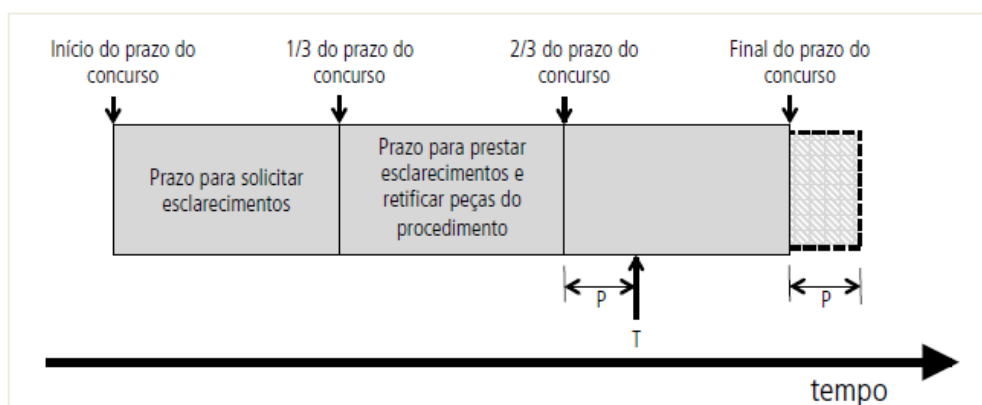 Início do prazo do
concurso
1/3 do prazo do
concurso
2/3 do prazo do
concurso
Final do prazo do
concurso
Prazo para solicitar
esclarecimentos
Prazo para prestar
esclarecimentos e
retificar peças do
procedimento
P
P
T
tempo